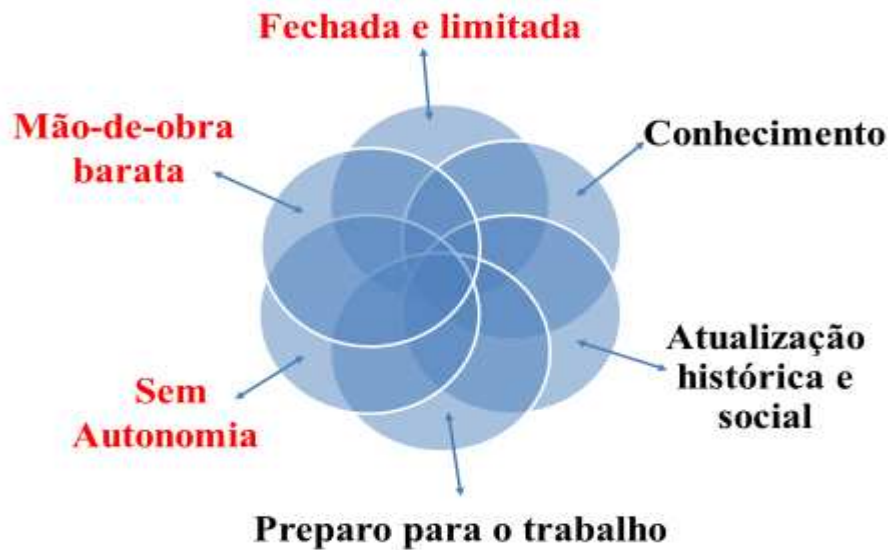 Fechada e limitada
Mão-de-obra
barata
Conhecimento
Atualização
histórica e
social
Sem
Autonomia
Preparo para o trabalho